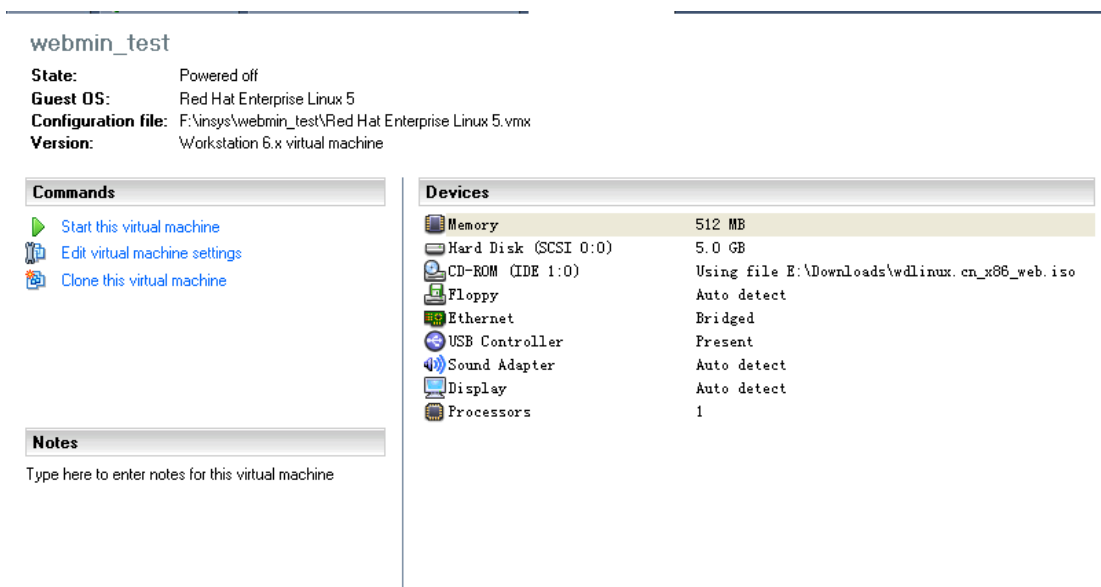 webmin_test
State: Powered off
Guest OS: Red Hat Enterprise Linux 5
Configuration file: F:\insys\webmin_test\Red Hat Enterprise Linux 5.vmx
Version: Workstation 6.x virtual machine
Commands
Start this virtual machine
Edit virtual machine settings
Clone this virtual machine
Notes
Type here to enter notes for this virtual machine
Devices
Memory 512 MB
Hard Disk (SCSI 0:0) 5.0 GB
CD-ROM (IDE 1:0) Using file E:\Downloads\wdlinux.cn_x86_web.iso
Floppy Auto detect
Ethernet Bridged
USB Controller Present
Sound Adapter Auto detect
Display Auto detect
Processors 1